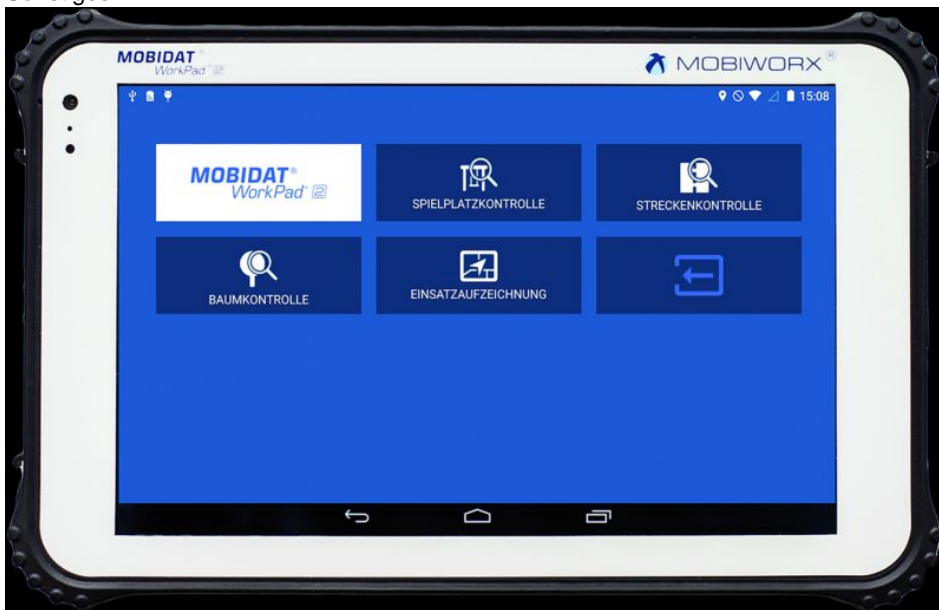 MOBIDAT®
WorkPad® 2
MOBIWORX®
15:08
MOBIDAT®
WorkPad® 2
SPIELPLATZKONTROLLE
STRECKENKONTROLLE
BAUMKONTROLLE
EINSATZAUFZEICHNUNG